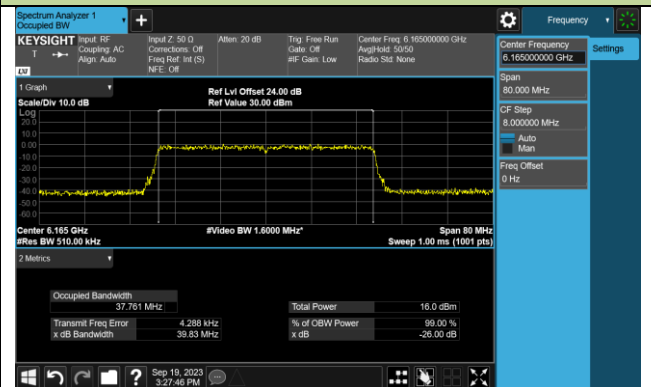 Spectrum Analyzer 1
Occupied BW
+
Frequency
KEYSIGHT
Input: RF
Coupling: AC
Align: Auto
Input Z: 50 Ω
Corrections: Off
Freq Ref: Int (S)
NFE: Off
Atten: 20 dB
Trig: Free Run
Gate: Off
#IF Gain: Low
Center Freq: 6.165000000 GHz
Avg|Hold: 50/50
Radio Std: None
LXI
Center Frequency
6.165000000 GHz
Settings
Span
80.000 MHz
CF Step
8.000000 MHz
Auto
Man
Freq Offset
0 Hz
1 Graph
Scale/Div 10.0 dB
Ref Lvl Offset 24.00 dB
Ref Value 30.00 dBm
Log
20.0
10.0
0.00
-10.0
-20.0
-30.0
-40.0
-50.0
-60.0
Center 6.165 GHz
#Res BW 510.00 kHz
#Video BW 1.6000 MHz*
Span 80 MHz
Sweep 1.00 ms (1001 pts)
2 Metrics
Occupied Bandwidth
37.761 MHz
Total Power 16.0 dBm
Transmit Freq Error 4.288 kHz
% of OBW Power 99.00 %
x dB Bandwidth 39.83 MHz
x dB -26.00 dB
?
Sep 19, 2023
3:27:46 PM